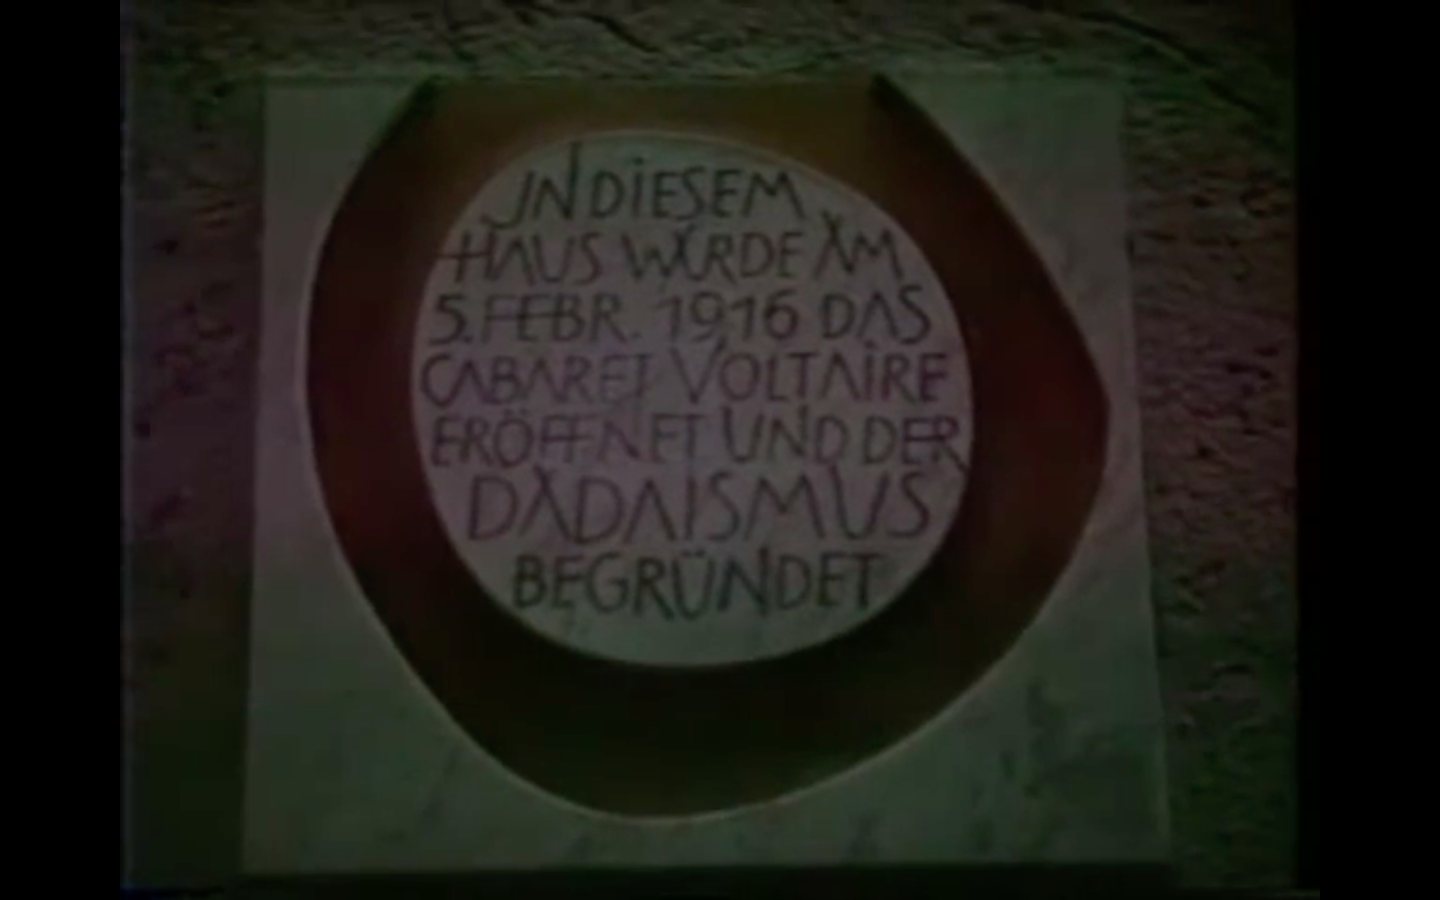 IN DIESEM
HAUS WURDE AM
5. FEBR. 1916 DAS
CABARET VOLTAIRE
ERÖFFNET UND DER
DADAISMUS
BEGRÜNDET